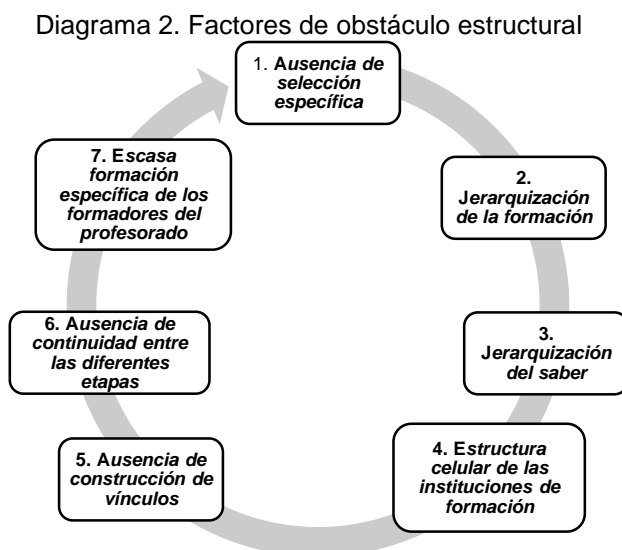 Diagrama 2. Factores de obstáculo estructural
1. Ausencia de
selección
específica
2.
Jerarquización
de la formación
3.
Jerarquización
del saber
4. Estructura
celular de las
instituciones de
formación
5. Ausencia de
construcción de
vínculos
6. Ausencia de
continuidad entre
las diferentes
etapas
7. Escasa
formación
específica de los
formadores del
profesorado